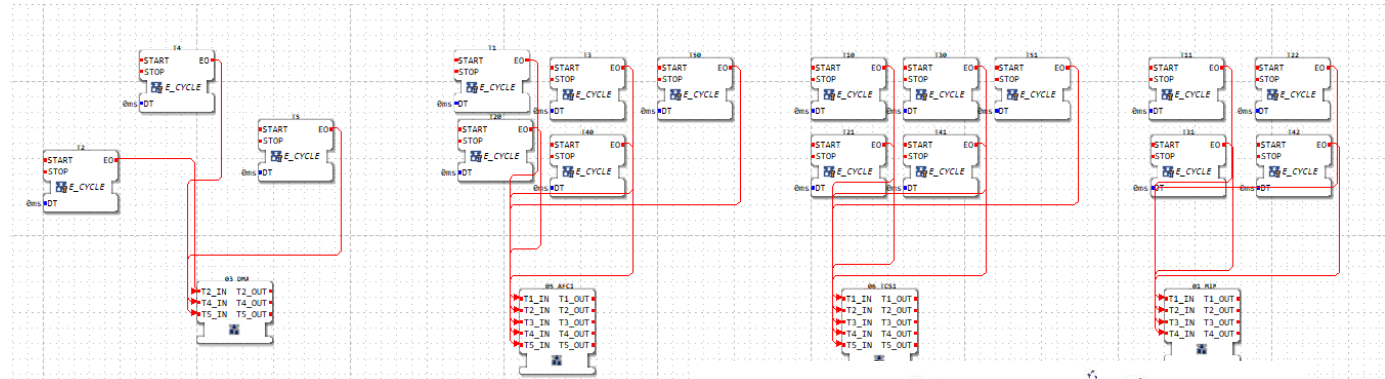 T4
START EO
STOP
E_CYCLE
0ms DT
T5
START EO
STOP
E_CYCLE
0ms DT
T2
START EO
STOP
E_CYCLE
0ms DT
T2_IN T2_OUT
T4_IN T4_OUT
T5_IN T5_OUT
T1
START EO
STOP
E_CYCLE
0ms DT
T3
START EO
STOP
E_CYCLE
0ms DT
T50
START EO
STOP
E_CYCLE
0ms DT
T20
START EO
STOP
E_CYCLE
0ms DT
T40
START EO
STOP
E_CYCLE
0ms DT
05 AFC1
T1_IN T1_OUT
T2_IN T2_OUT
T3_IN T3_OUT
T4_IN T4_OUT
T5_IN T5_OUT
T10
START EO
STOP
E_CYCLE
0ms DT
T30
START EO
STOP
E_CYCLE
0ms DT
T51
START EO
STOP
E_CYCLE
0ms DT
T21
START EO
STOP
E_CYCLE
0ms DT
T41
START EO
STOP
E_CYCLE
0ms DT
06 TCS1
T1_IN T1_OUT
T2_IN T2_OUT
T3_IN T3_OUT
T4_IN T4_OUT
T5_IN T5_OUT
T11
START EO
STOP
E_CYCLE
0ms DT
T22
START EO
STOP
E_CYCLE
0ms DT
T31
START EO
STOP
E_CYCLE
0ms DT
T42
START EO
STOP
E_CYCLE
0ms DT
T1_IN T1_OUT
T2_IN T2_OUT
T3_IN T3_OUT
T4_IN T4_OUT